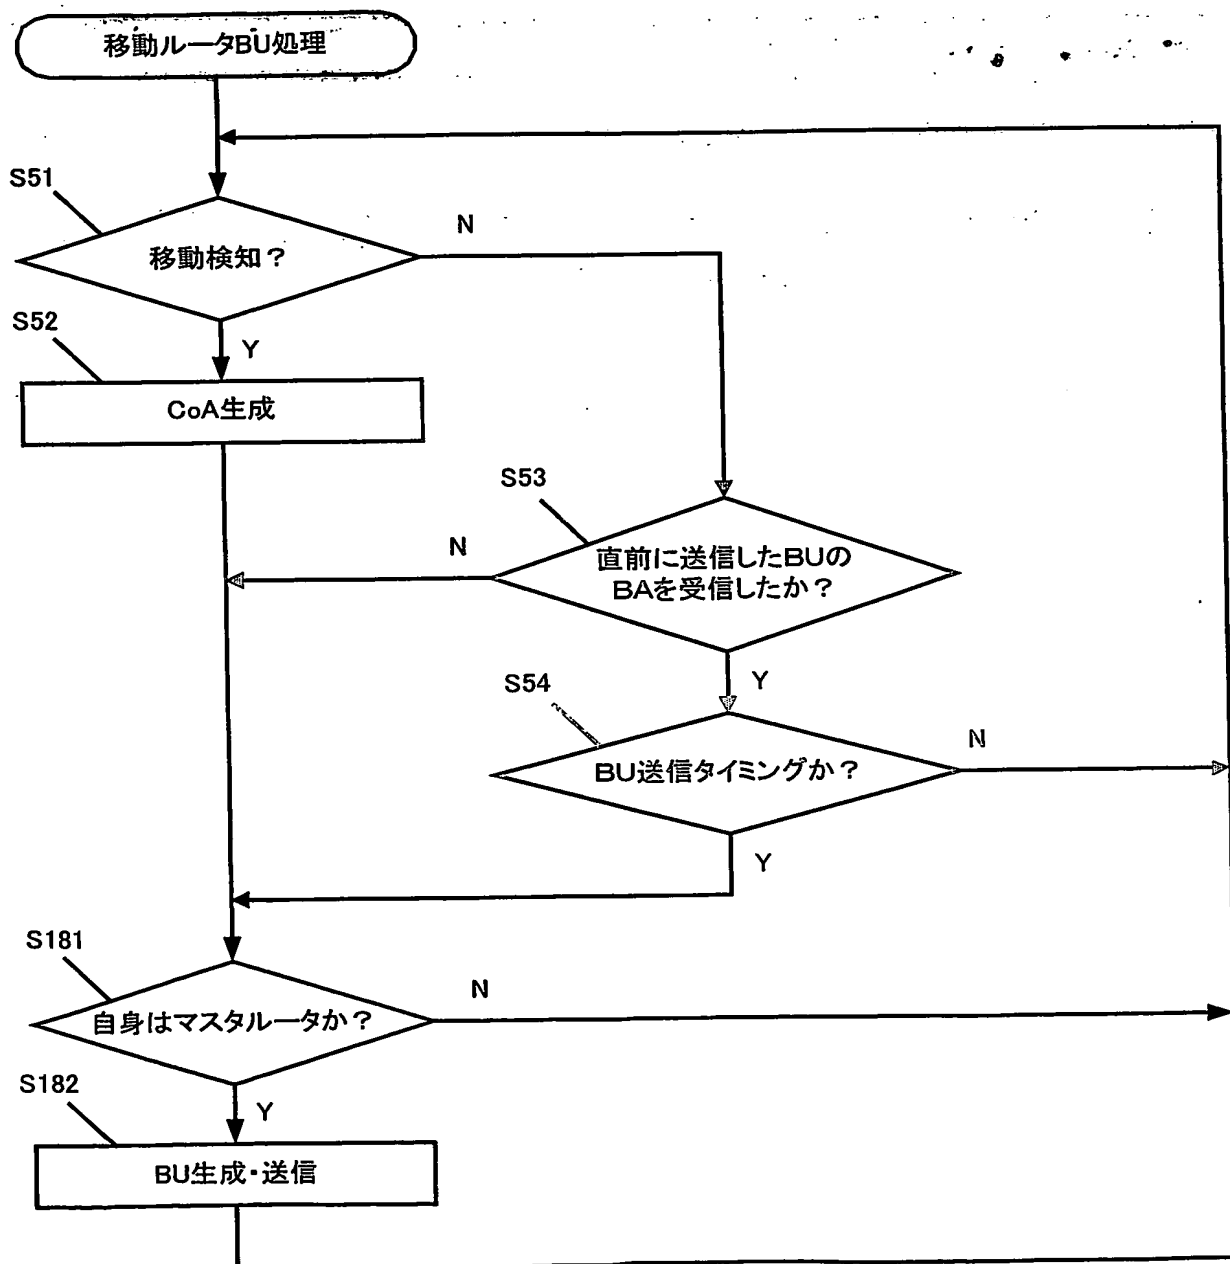 移動ルータBU処理
S51
移動検知?
N
S52
Y
CoA生成
S53
N
直前に送信したBUの
BAを受信したか?
Y
S54
BU送信タイミングか?
N
Y
S181
自身はマスタルータか?
N
S182
Y
BU生成・送信